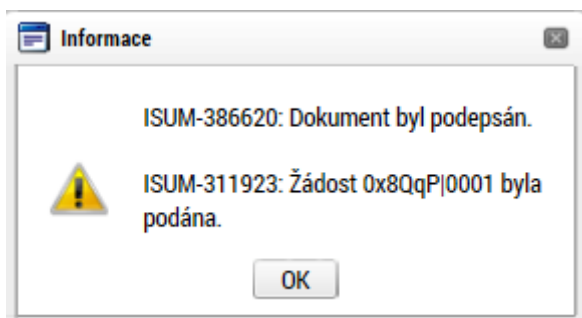 Informace
ISUM-386620: Dokument byl podepsán.
ISUM-311923: Žádost 0x8QqP|0001 byla
podána.
OK